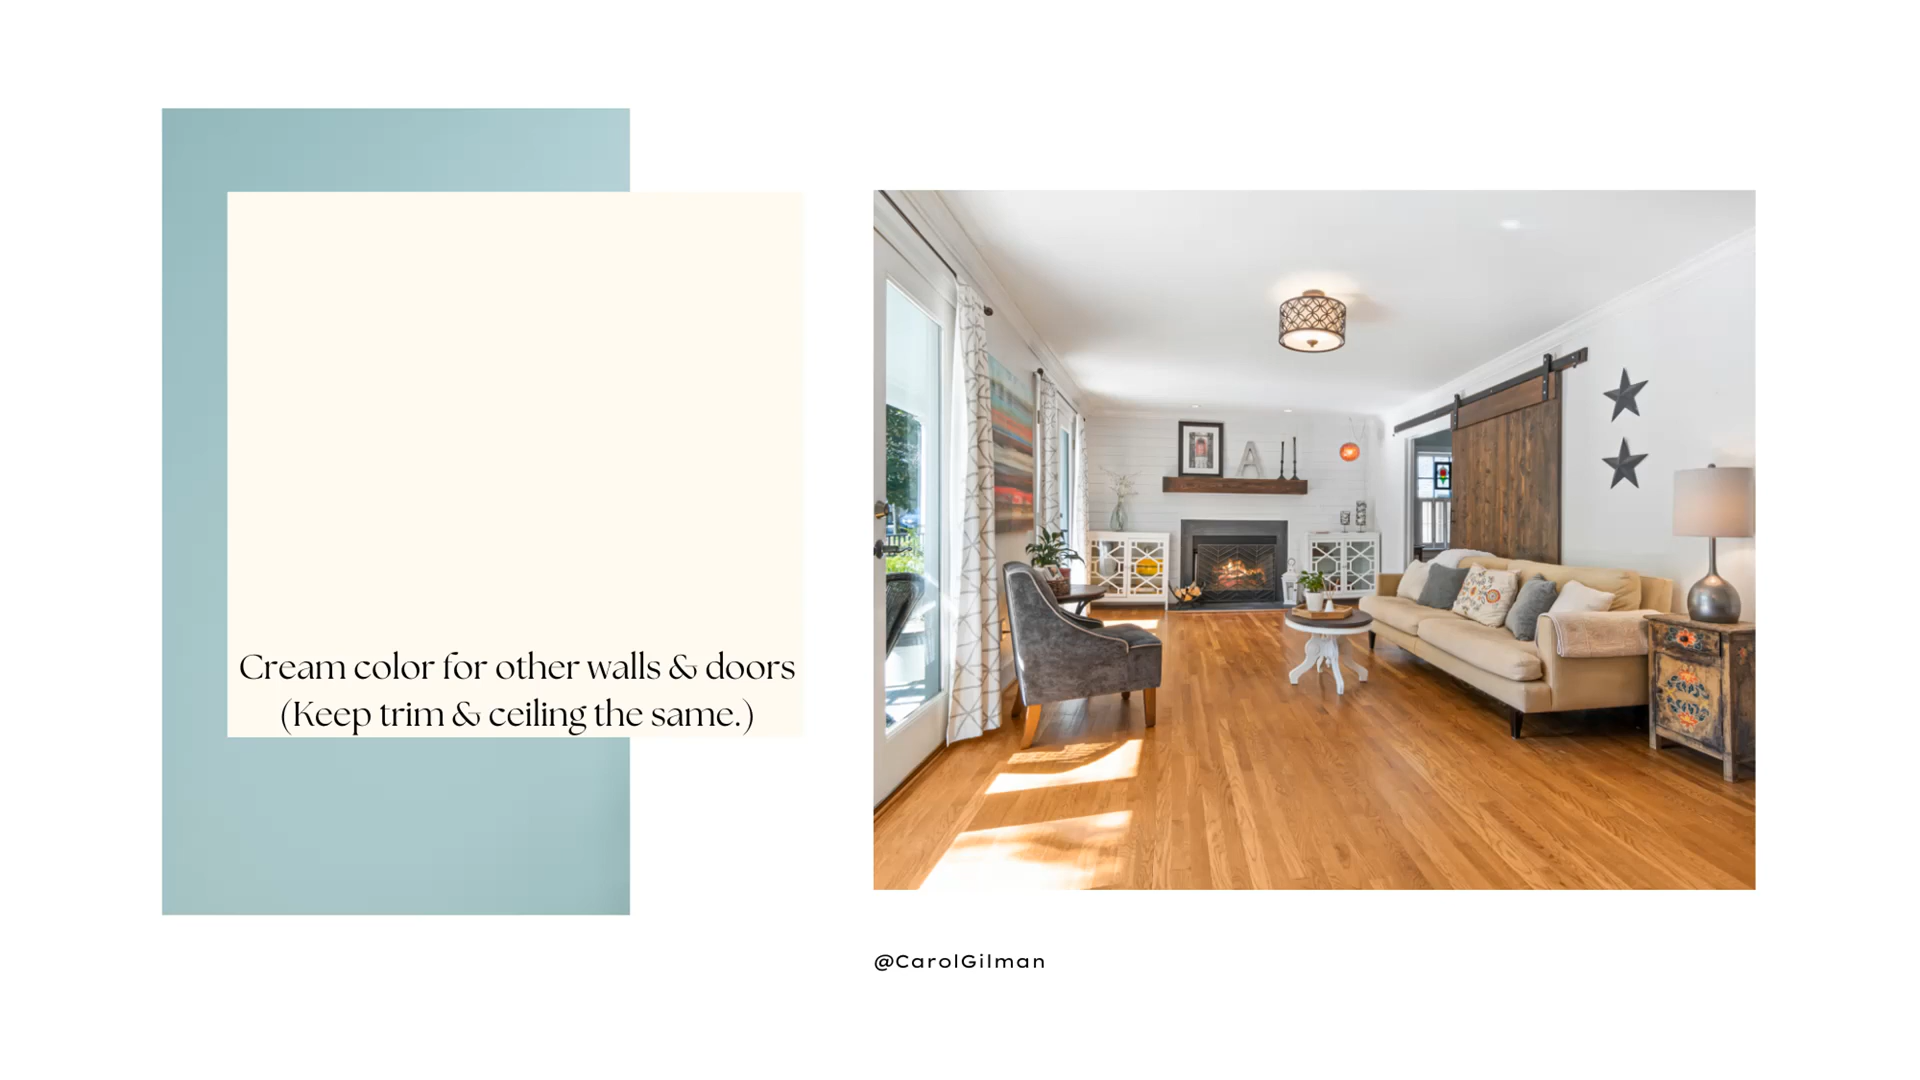 Cream color for other walls & doors
(Keep trim & ceiling the same.)
A
@CarolGilman